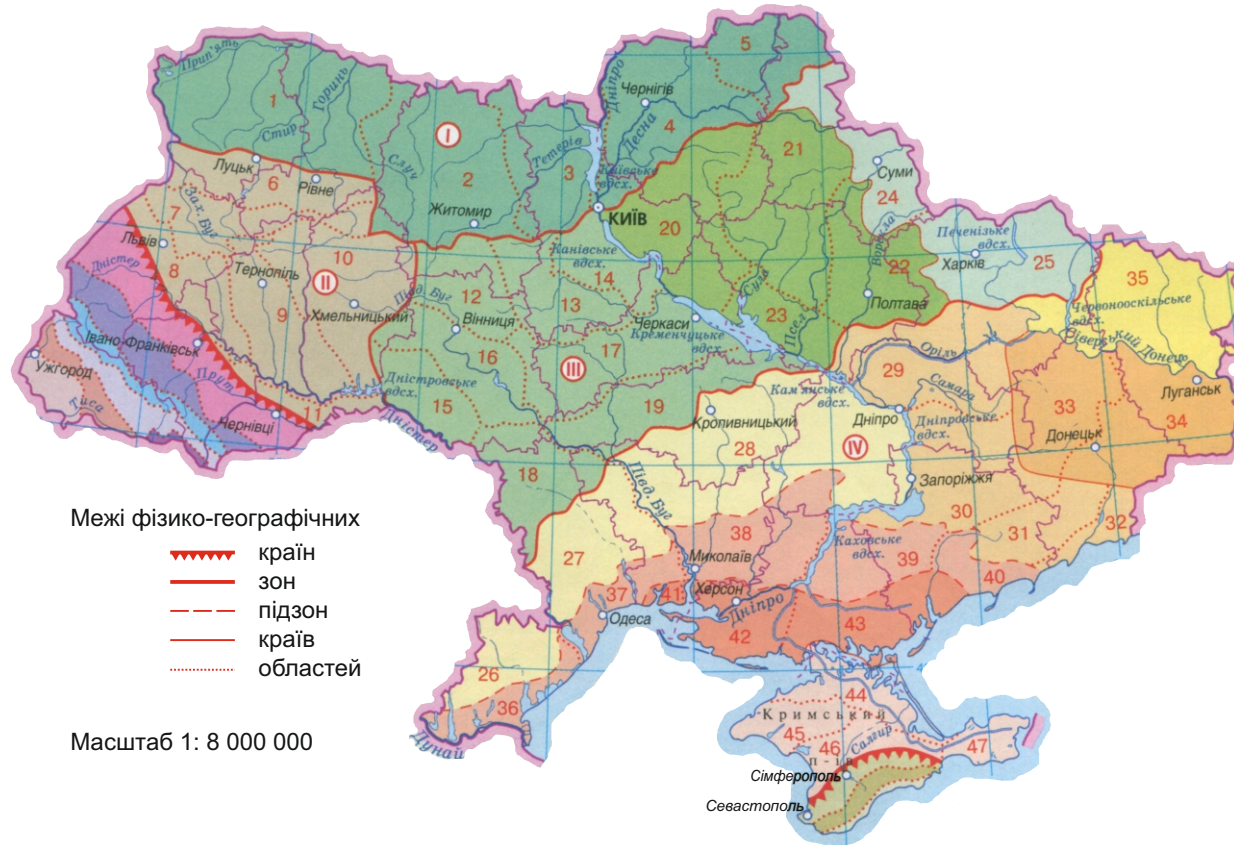 5
Прип'ять
Горинь
Дніпро
Чернігів
1
Стир
I
Десна
4
21
Тетерів
Случ
Луцьк
6
Рівне
2
3
Київське
вдсх.
Суми
24
Житомир
КИЇВ
7
Зах. Буг
Львів
20
Ворскла
Печенізьке
вдсх.
Харків
25
35
Дністер
8
10
Канівське
вдсх.
22
Тернопіль
II
Півд. Буг
12
14
Сула
Полтава
Червонооскільське
вдсх.
9
Хмельницький
Вінниця
13
Черкаси
23
Псел
Сіверський Донець
Івано-Франківськ
16
17
Кременчуцьке
вдсх.
Оріль
Ужгород
Прут
III
29
Луганськ
Тиса
11
Дністровське
вдсх.
Кам'янське
вдсх.
Самара
Чернівці
Дністер
15
19
Кропивницький
Дніпро
Дніпровське
вдсх.
33
34
28
IV
Донецьк
18
Півд. Буг
Запоріжжя
Межі фізико-географічних
країн
зон
підзон
країв
областей
Масштаб 1: 8 000 000
30
31
32
38
Каховське
вдсх.
39
27
Миколаїв
40
37
41
Херсон
Одеса
Дніпро
42
43
26
36
Дунай
44
Кримський
45
46
Салгир
47
п-ів
Сімферополь
Севастополь